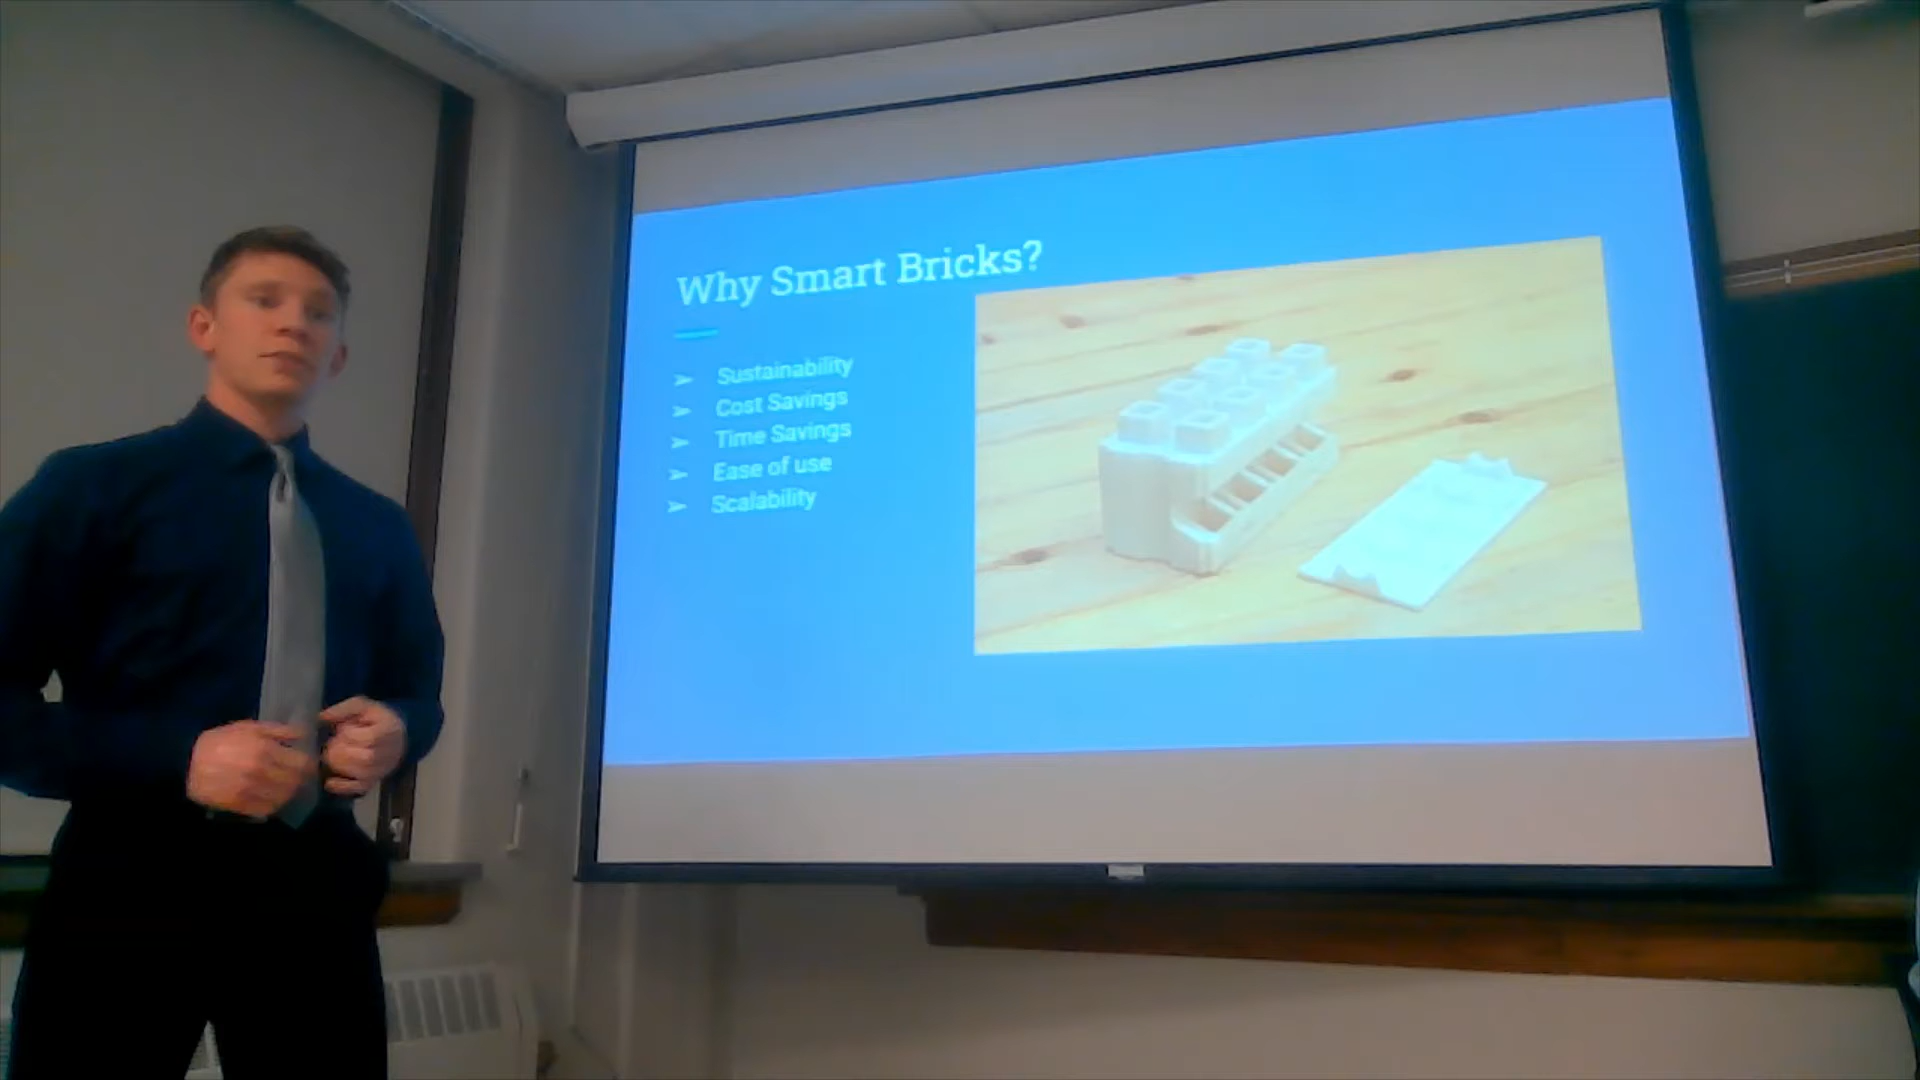 Why Smart Bricks?
➢ Sustainability
➢ Cost Savings
➢ Time Savings
➢ Ease of use
➢ Scalability